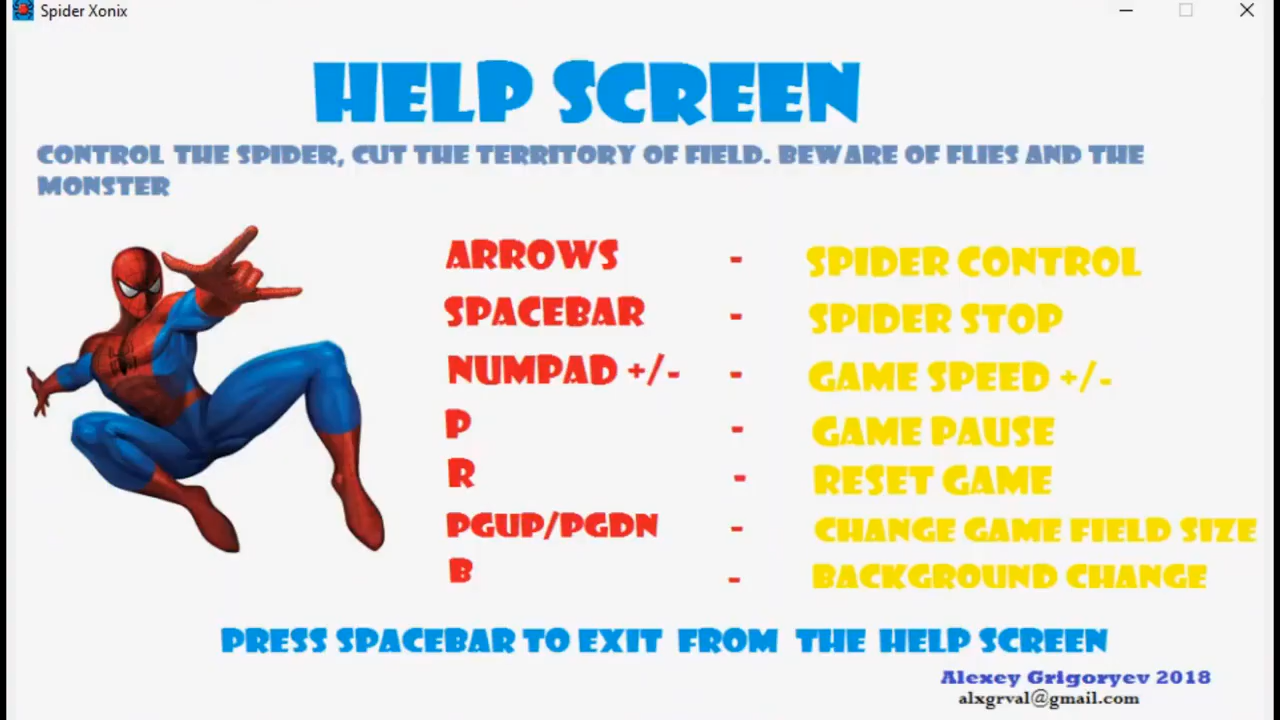 Spider Xonix
HELP SCREEN
CONTROL THE SPIDER, CUT THE TERRITORY OF FIELD. BEWARE OF FLIES AND THE
MONSTER
ARROWS - SPIDER CONTROL
SPACEBAR - SPIDER STOP
NUMPAD +/- - GAME SPEED +/-
P - GAME PAUSE
R - RESET GAME
PGUP/PGDN - CHANGE GAME FIELD SIZE
B - BACKGROUND CHANGE
PRESS SPACEBAR TO EXIT FROM THE HELP SCREEN
Alexey Grigoryev 2018
alxgrval@gmail.com